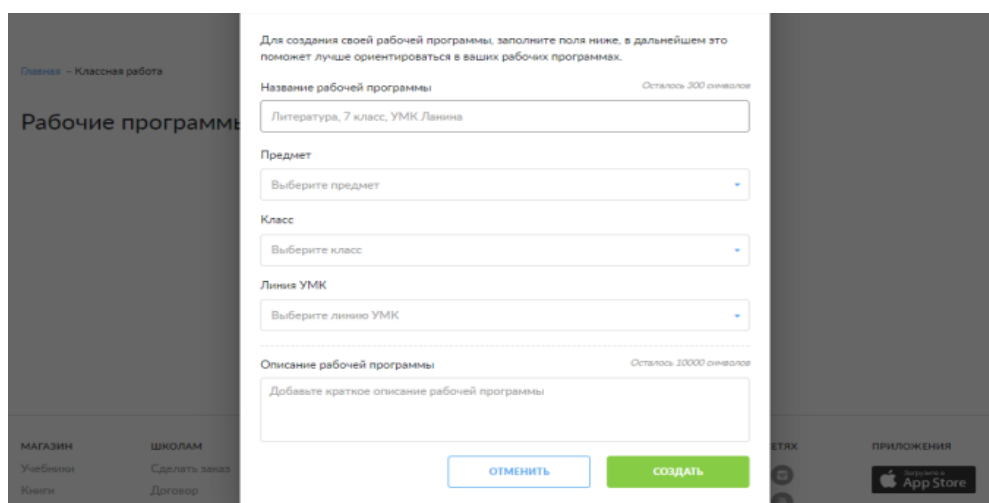 Для создания своей рабочей программы, заполните поля ниже, в дальнейшем это
поможет лучше ориентироваться в ваших рабочих программах.
Главная – Классная работа
Название рабочей программы
Осталось 300 символов
Рабочие программы
Литература, 7 класс, УМК Ланина
Предмет
Выберите предмет
Класс
Выберите класс
Линия УМК
Выберите линию УМК
Описание рабочей программы
Осталось 10000 символов
Добавьте краткое описание рабочей программы
МАГАЗИН
ШКОЛАМ
ЕТЯХ
ПРИЛОЖЕНИЯ
Учебники
Сделать заказ
ОТМЕНИТЬ
СОЗДАТЬ
Загрузите в
App Store
Книги
Договор